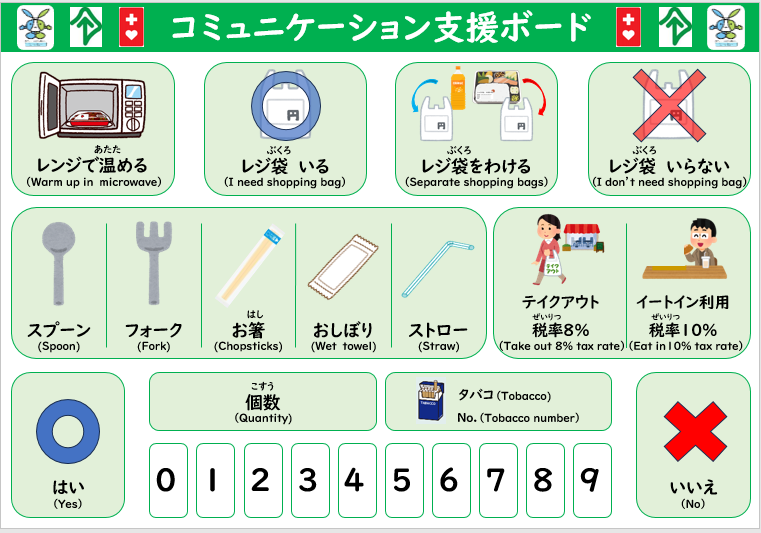 コミュニケーション支援ボード
あたた
レンジで温める
(Warm up in microwave)
ぶくろ
レジ袋 いる
(I need shopping bag)
ぶくろ
レジ袋をわける
(Separate shopping bags)
ぶくろ
レジ袋 いらない
(I don't need shopping bag)
スプーン
(Spoon)
フォーク
(Fork)
はし
お箸
(Chopsticks)
おしぼり
(Wet towel)
ストロー
(Straw)
テイク
アウト
テイクアウト
ぜいりつ
税率8%
(Take out 8% tax rate)
イートイン利用
ぜいりつ
税率10%
(Eat in10% tax rate)
はい
(Yes)
こすう
個数
(Quantity)
TOBACCO
タバコ(Tobacco)
No.(Tobacco number)
0 1 2 3 4 5 6 7 8 9
いいえ
(No)